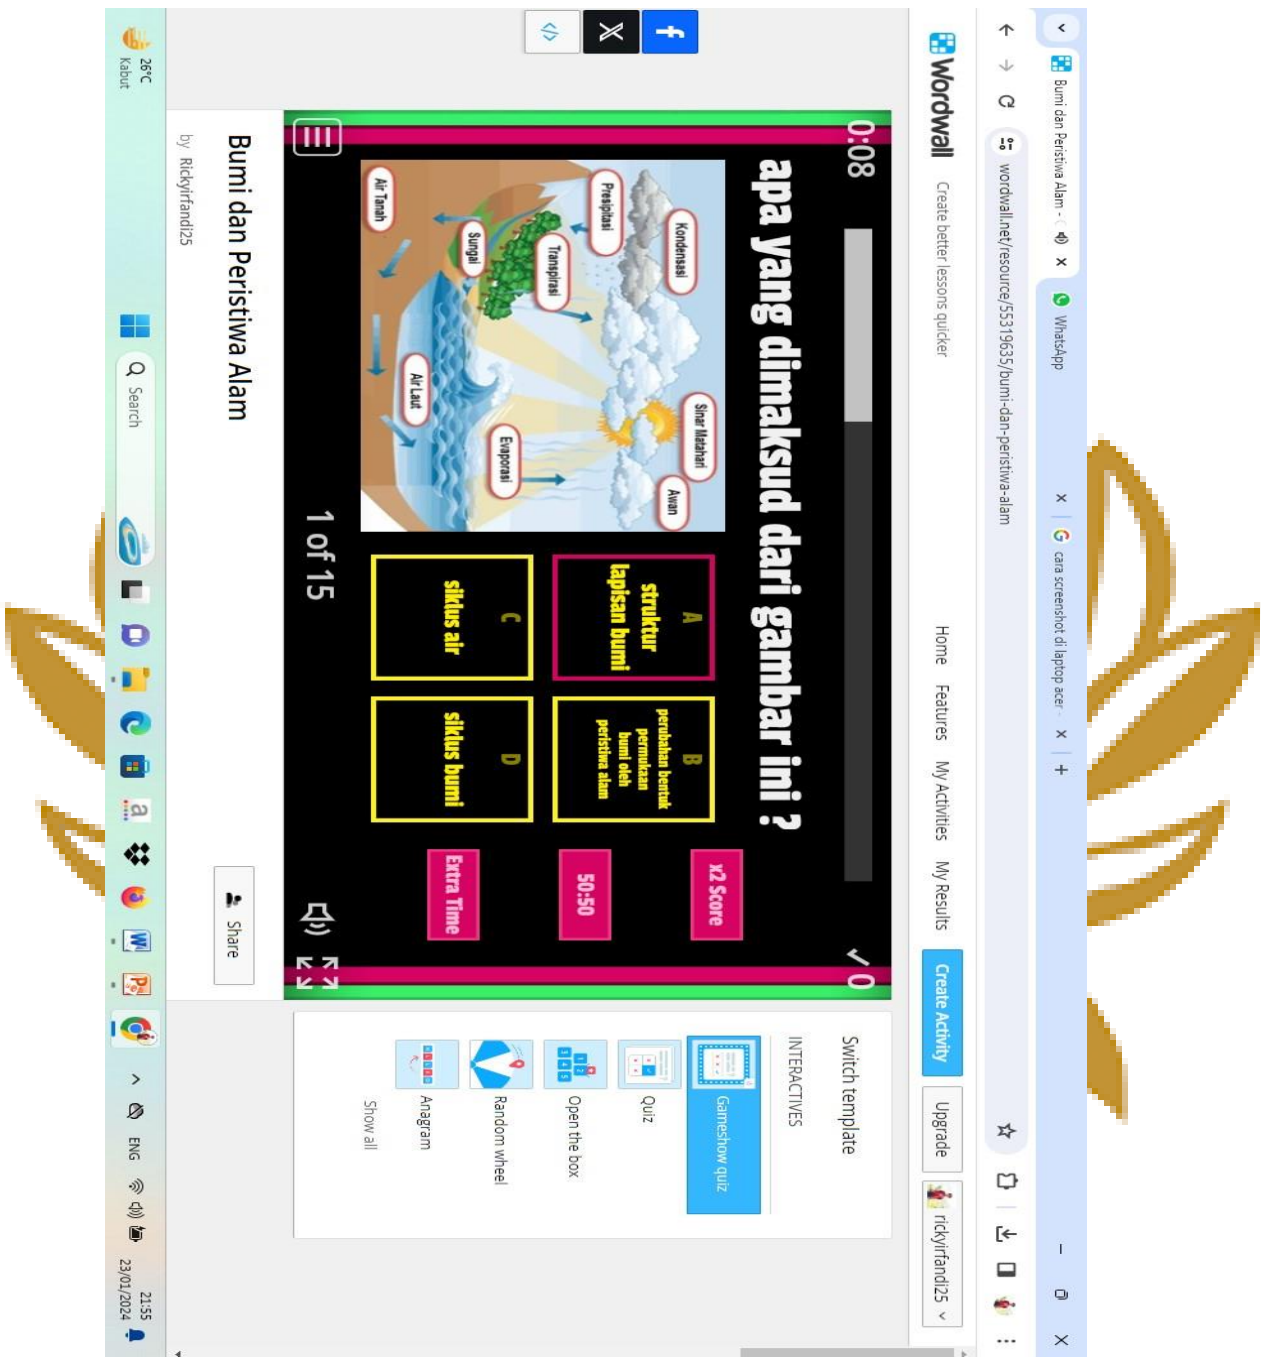 Bumi dan Peristiwa Alam -
WhatsApp
cara screenshot di laptop acer -
wordwall.net/resource/55319635/bumi-dan-peristiwa-alam
Wordwall
Create better lessons quicker
Home
Features
My Activities
My Results
Create Activity
Upgrade
rickyirfandi25
0:08
✓ 0
apa yang dimaksud dari gambar ini ?
Kondensasi
Sinar Matahari
Awan
Presipitasi
Transpirasi
Evaporasi
Sungai
Air Laut
Air Tanah
A
struktur
lapisan bumi
B
perubahan bentuk
permukaan
bumi oleh
peristiwa alam
C
siklus air
D
siklus bumi
x2 Score
50:50
Extra Time
1 of 15
Switch template
INTERACTIVES
Gameshow quiz
Quiz
Open the box
Random wheel
Anagram
Show all
Bumi dan Peristiwa Alam
by Rickyirfandi25
Share
26°C
Kabut
Search
ENG
21:55
23/01/2024